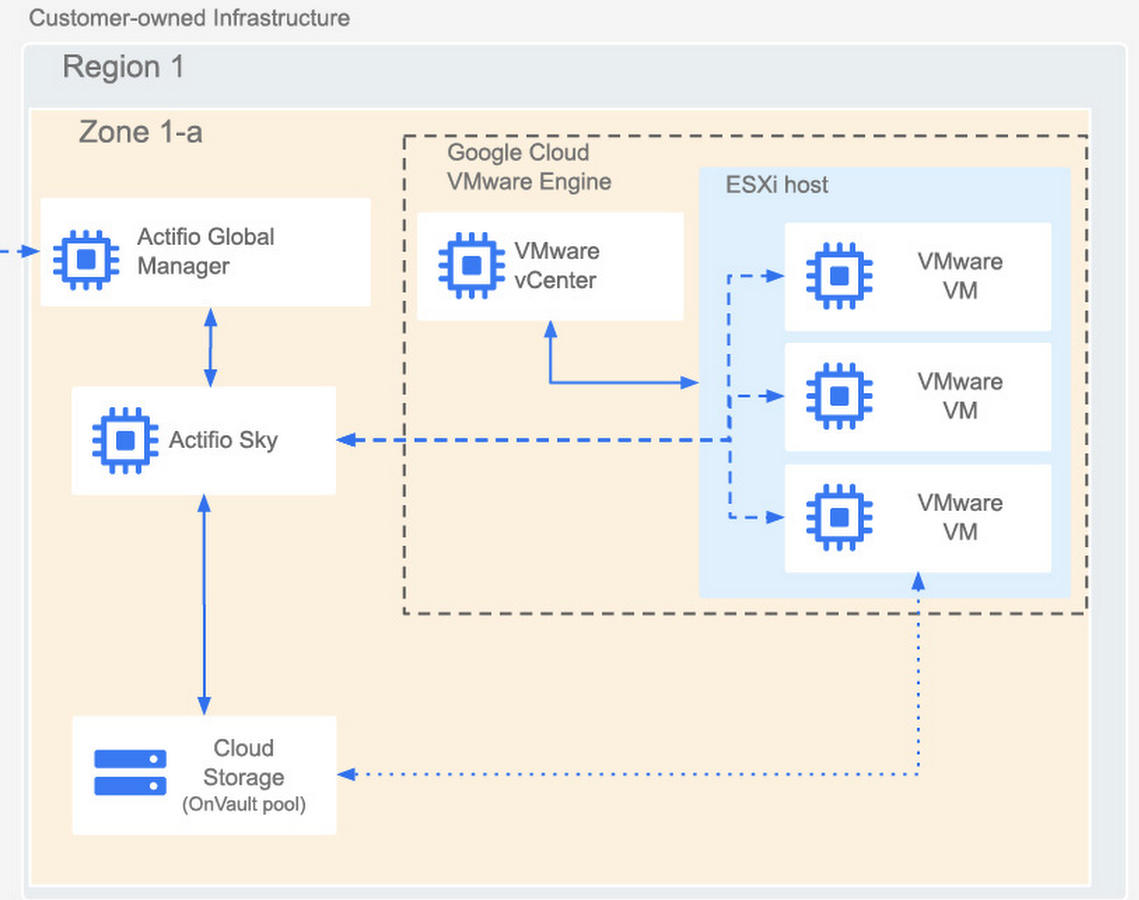 Customer-owned Infrastructure
Region 1
Zone 1-a
Google Cloud
VMware Engine
ESXi host
Actifio Global
Manager
VMware
vCenter
VMware
VM
VMware
VM
Actifio Sky
VMware
VM
Cloud
Storage
(OnVault pool)